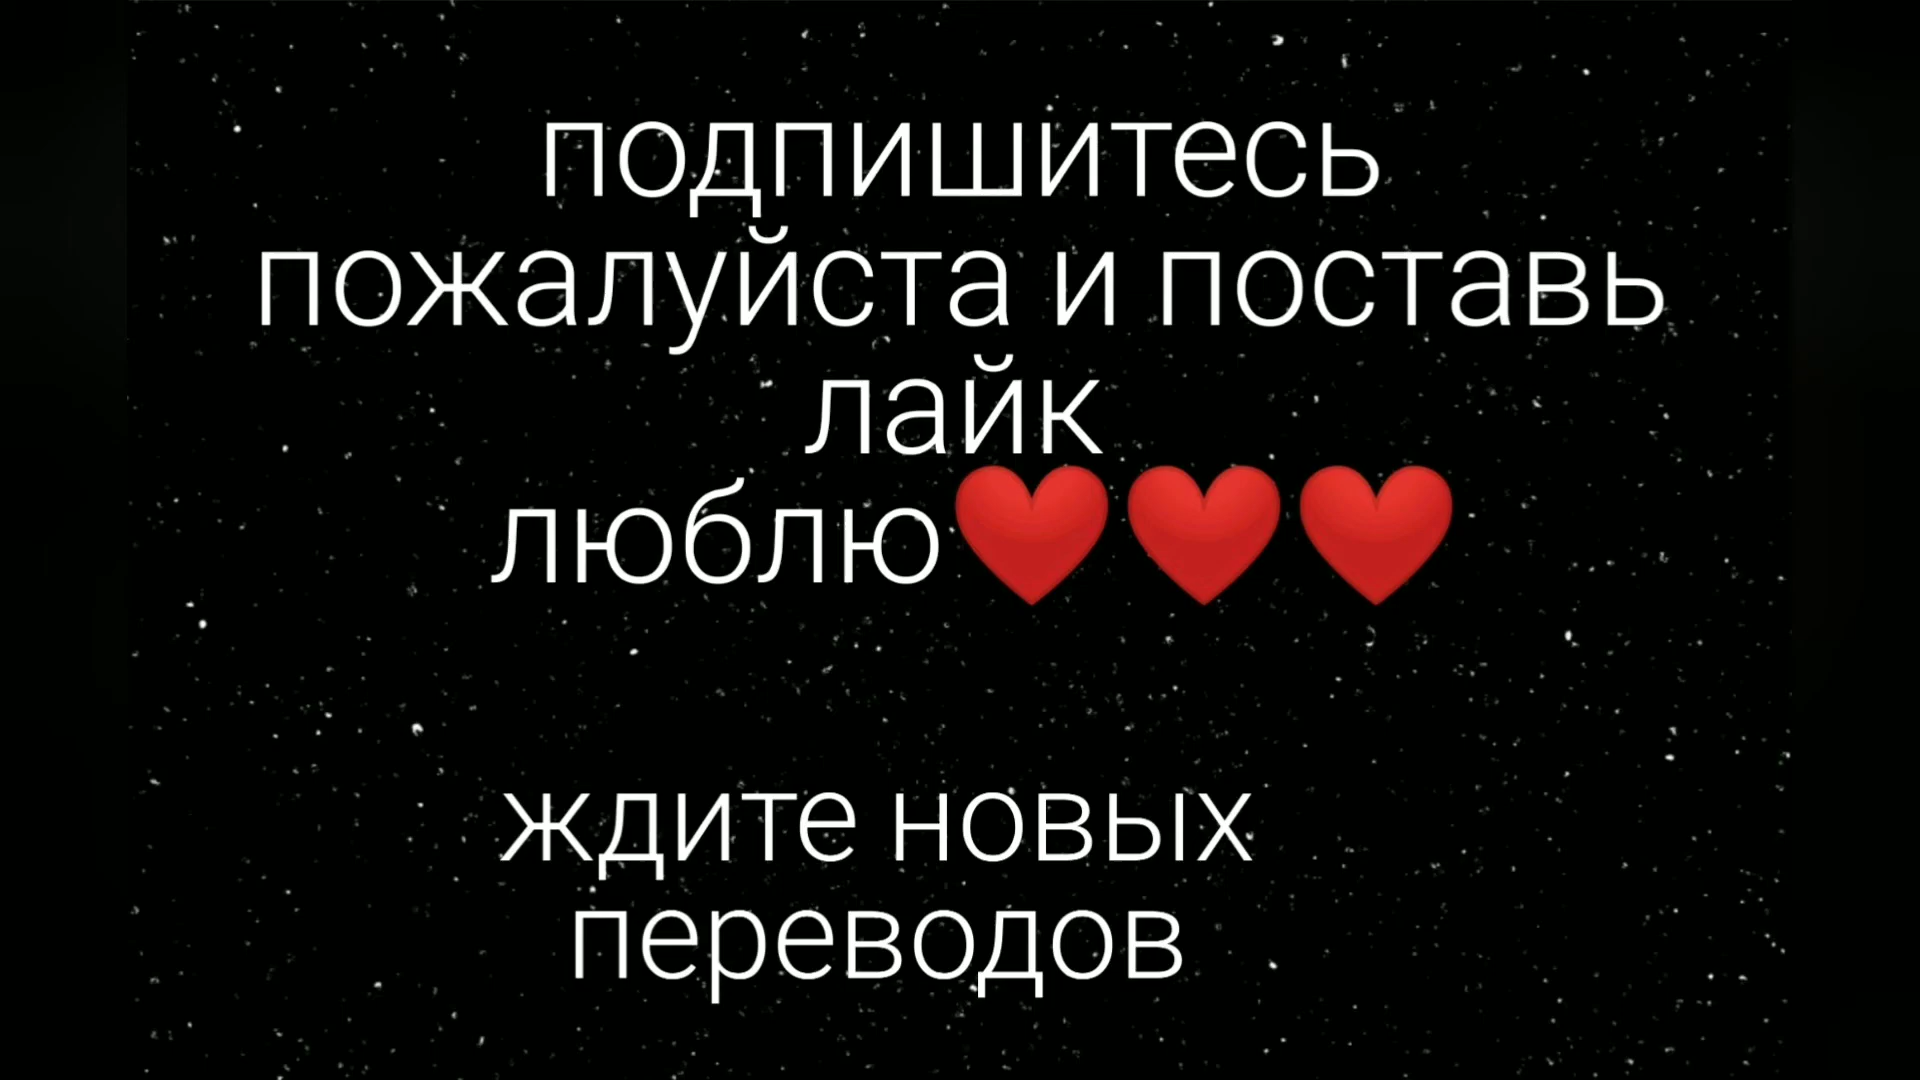 подпишитесь
пожалуйста и поставь
лайк
люблю❤️❤️❤️
ждите новых
переводов